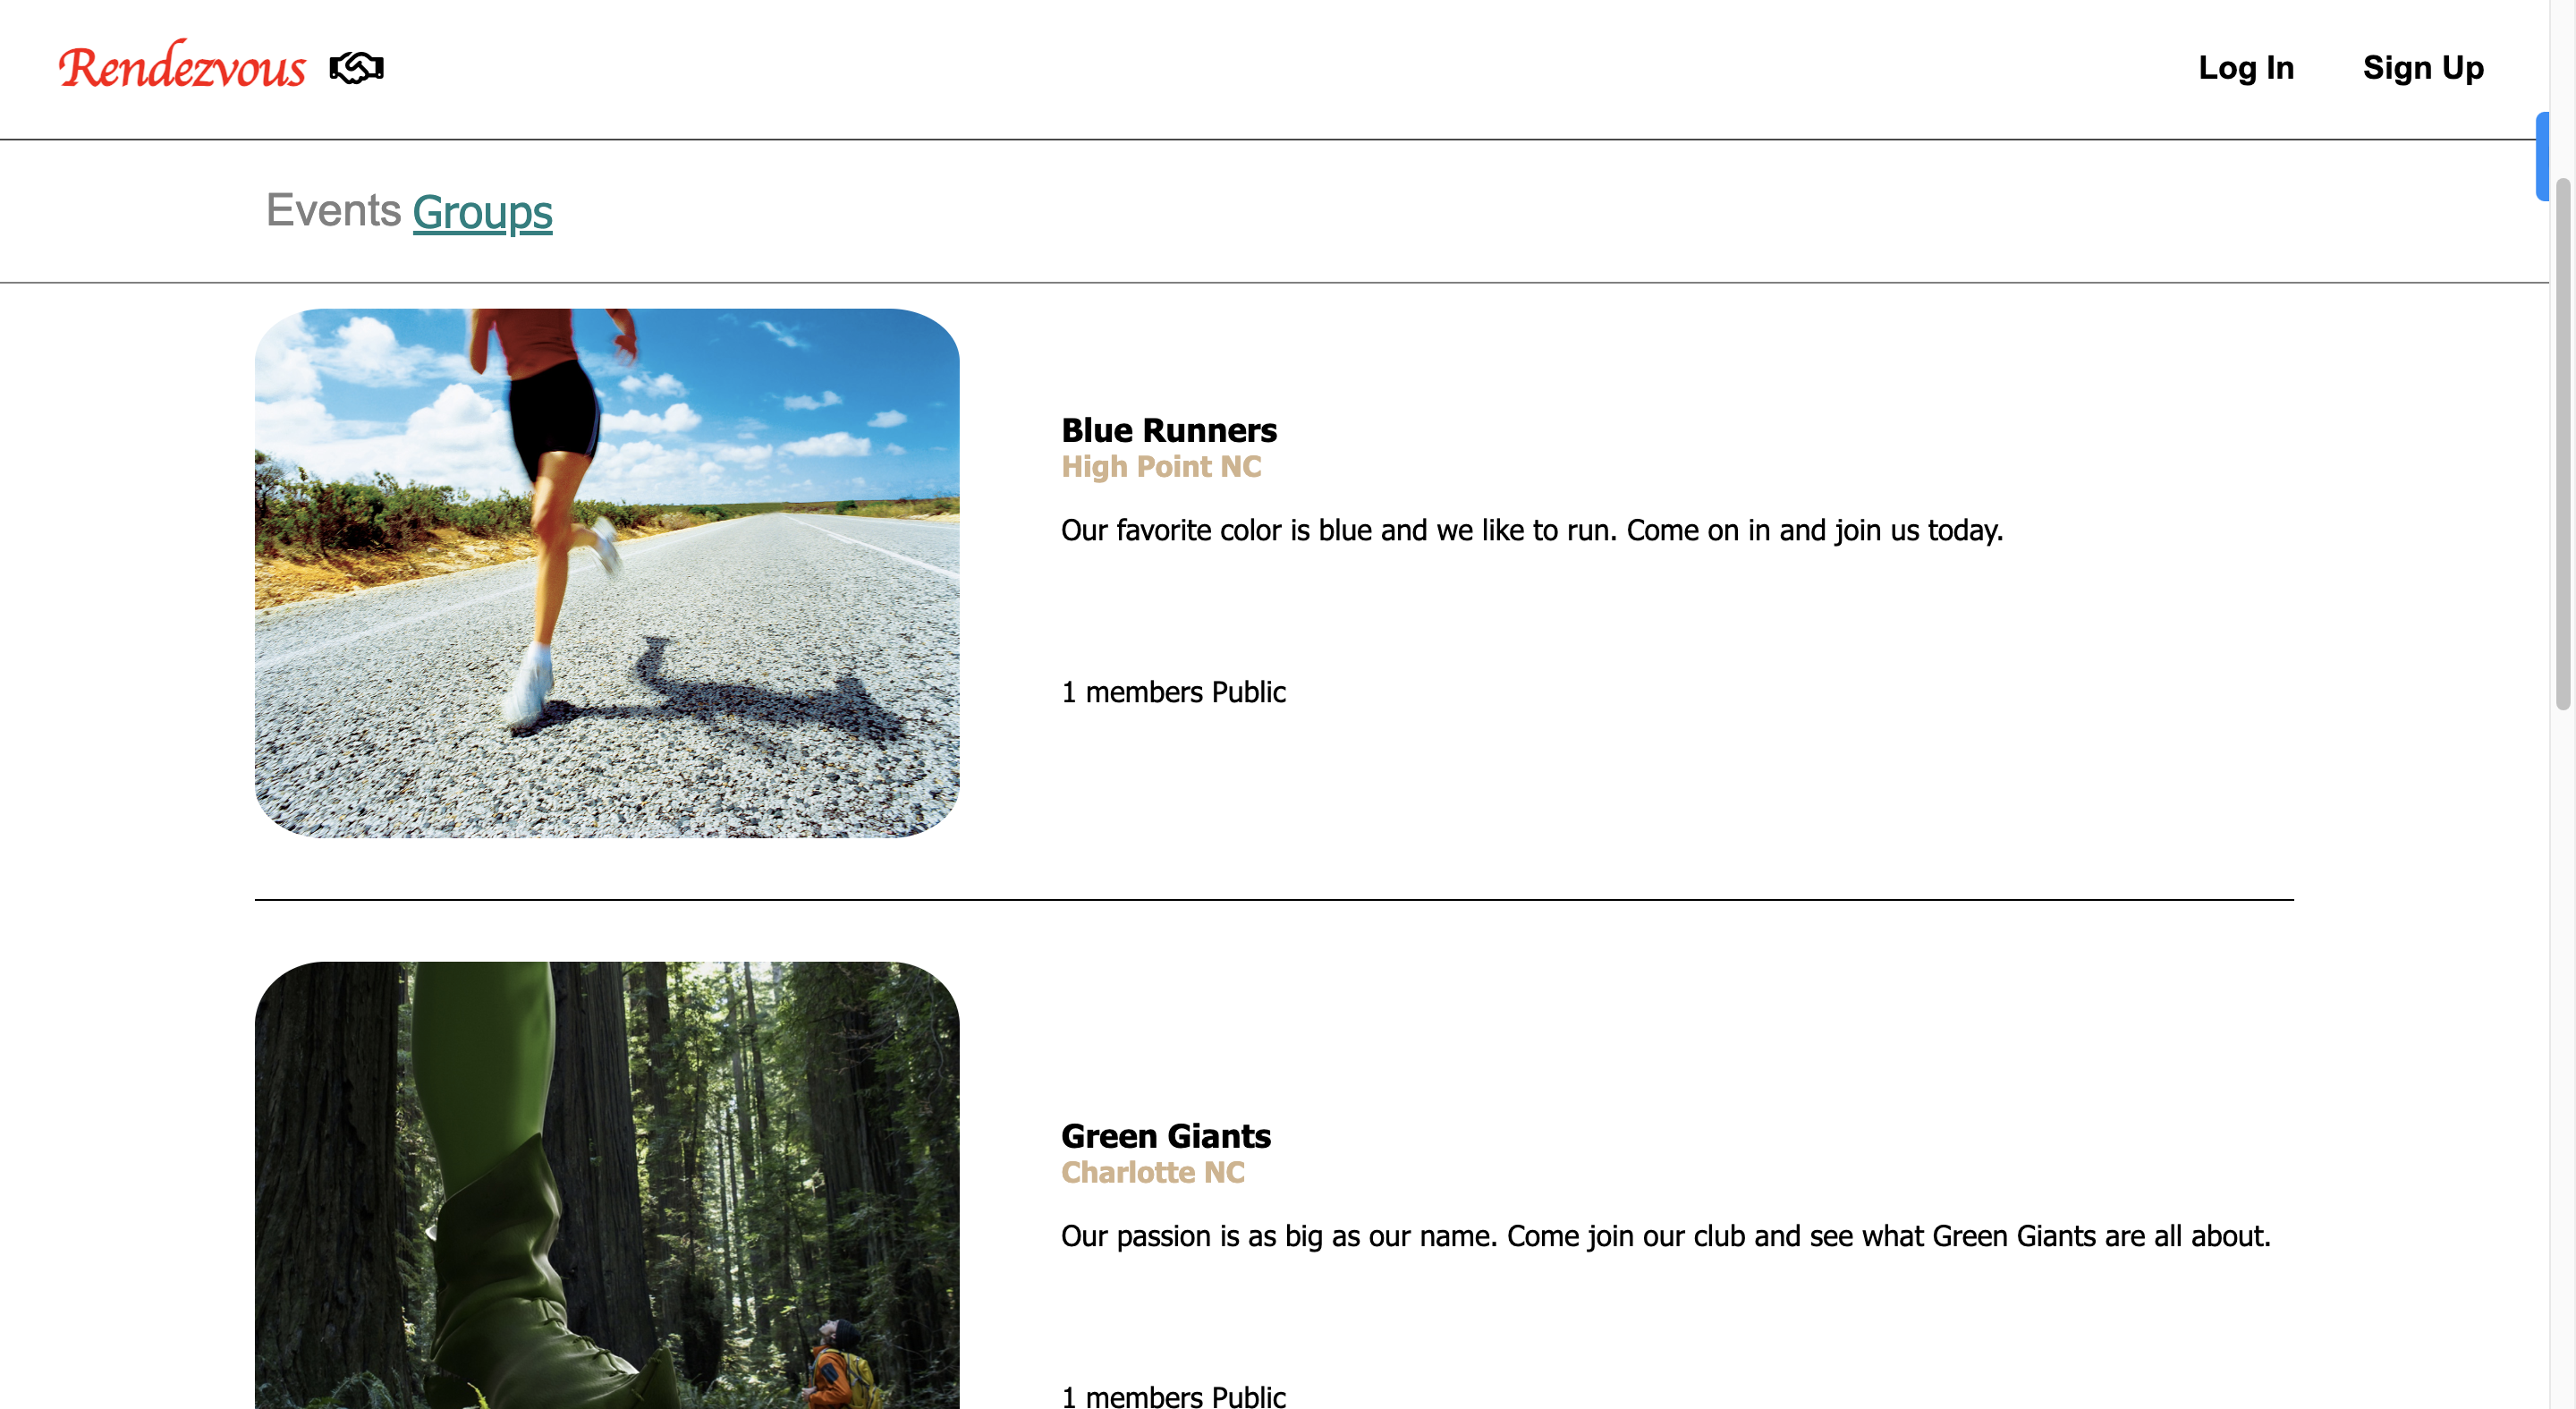 Rendezvous
Log In Sign Up
Events Groups
Blue Runners
High Point NC
Our favorite color is blue and we like to run. Come on in and join us today.
1 members Public
Green Giants
Charlotte NC
Our passion is as big as our name. Come join our club and see what Green Giants are all about.
1 members Public